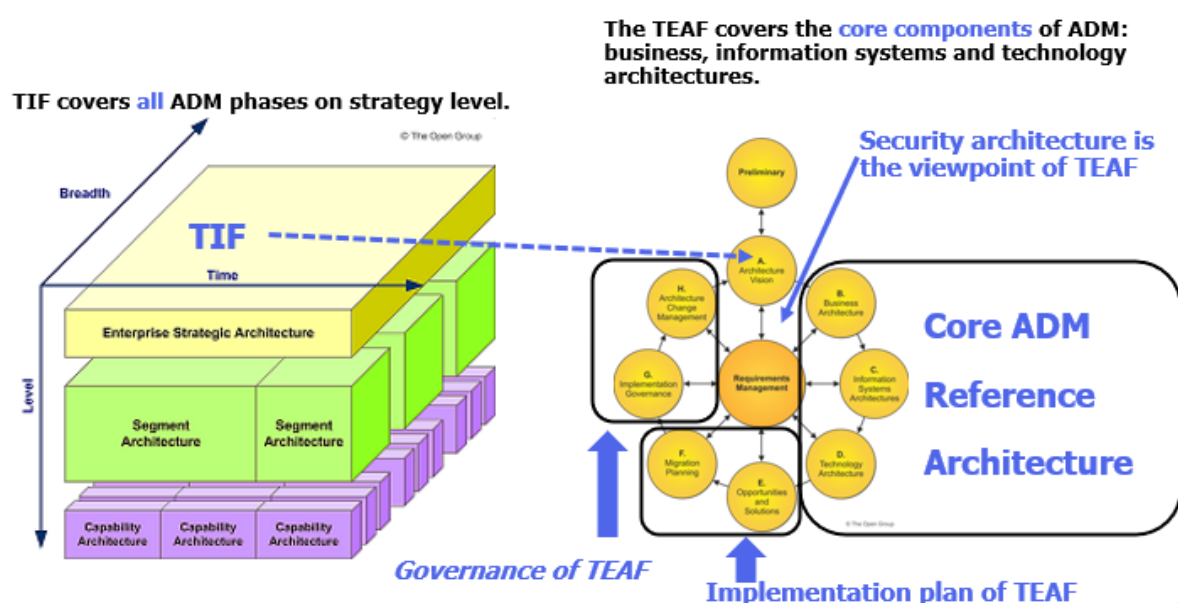 The TEAF covers the core components of ADM:
business, information systems and technology
architectures.
TIF covers all ADM phases on strategy level.
© The Open Group
Breadth
TIF
Time
Enterprise Strategic Architecture
Level
Segment
Architecture
Segment
Architecture
Capability
Architecture
Capability
Architecture
Capability
Architecture
Security architecture is
the viewpoint of TEAF
Preliminary
A.
Architecture
Vision
H.
Architecture
Change
Management
B.
Business
Architecture
G.
Implementation
Governance
Requirements
Management
C.
Information
Systems
Architectures
F.
Migration
Planning
D.
Technology
Architecture
E.
Opportunities
and
Solutions
Core ADM
Reference
Architecture
© The Open Group
Governance of TEAF
Implementation plan of TEAF